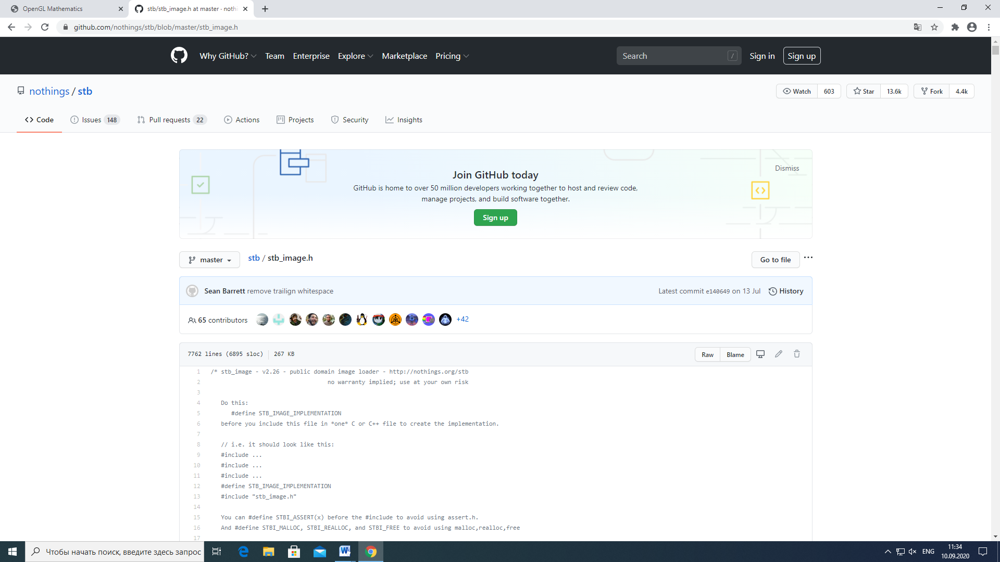 OpenGL Mathematics
stb/stb_image.h at master · nothi
github.com/nothings/stb/blob/master/stb_image.h
Why GitHub? Team Enterprise Explore Marketplace Pricing Search / Sign in Sign up
nothings / stb
Watch 603 Star 13.6k Fork 4.4k
Code Issues 148 Pull requests 22 Actions Projects Security Insights
Join GitHub today
Dismiss
GitHub is home to over 50 million developers working together to host and review code,
manage projects, and build software together.
Sign up
master stb / stb_image.h Go to file ...
Sean Barrett remove trailign whitespace Latest commit e140649 on 13 Jul History
65 contributors +42
7762 lines (6895 sloc) 267 KB Raw Blame
1 /* stb_image - v2.26 - public domain image loader - http://nothings.org/stb
2 no warranty implied; use at your own risk
3
4 Do this:
5 #define STB_IMAGE_IMPLEMENTATION
6 before you include this file in *one* C or C++ file to create the implementation.
7
8 // i.e. it should look like this:
9 #include ...
10 #include ...
11 #include ...
12 #define STB_IMAGE_IMPLEMENTATION
13 #include "stb_image.h"
14
15 You can #define STBI_ASSERT(x) before the #include to avoid using assert.h.
16 And #define STBI_MALLOC, STBI_REALLOC, and STBI_FREE to avoid using malloc,realloc,free
17
Чтобы начать поиск, введите здесь запрос
ENG
11:34
10.09.2020